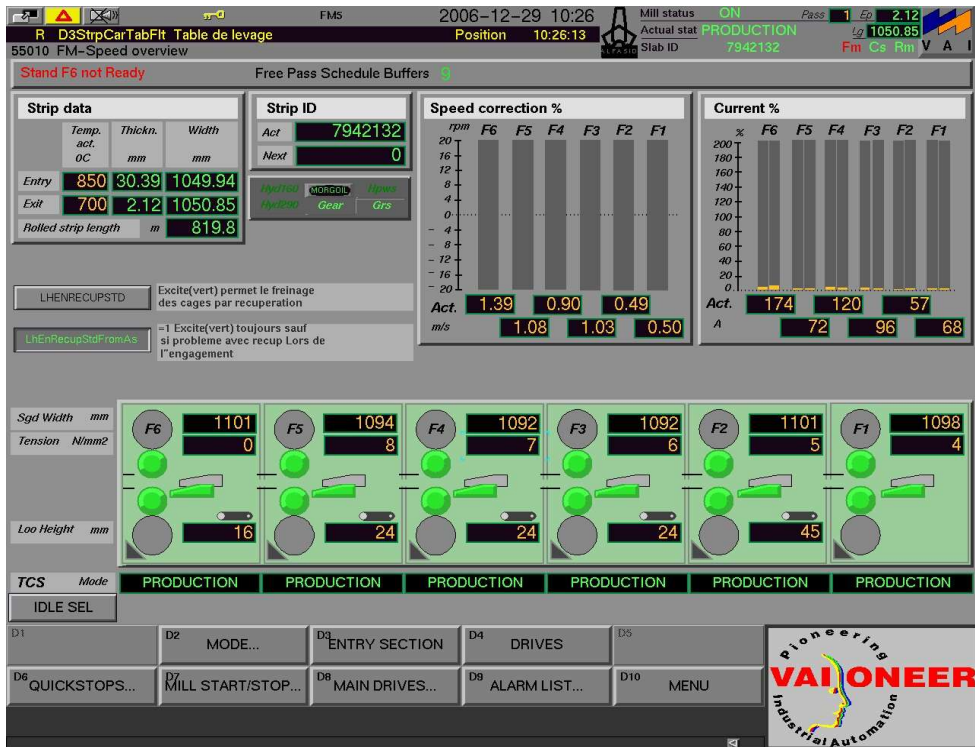 FM5
2006-12-29 10:26
Mill status ON Pass 1 Ep 2.12
R D3StrpCarTabFlt Table de levage Position 10:26:13
Actual stat PRODUCTION Lg 1050.85
ALFASID
Slab ID 7942132 Fm Cs Rm V A I
55010 FM-Speed overview
Stand F6 not Ready Free Pass Schedule Buffers 9
Strip data
Temp. act. 0C Thickn. mm Width mm
Entry 850 30.39 1049.94
Exit 700 2.12 1050.85
Rolled strip length m 819.8
Strip ID
Act 7942132
Next 0
Hyd160 MORGOIL Hpws
Hyd290 Gear Grs
Speed correction %
rpm F6 F5 F4 F3 F2 F1
20
16
12
8
4
0
- 4
- 8
- 12
- 16
- 20
Act. 1.39 0.90 0.49
m/s 1.08 1.03 0.50
Current %
% F6 F5 F4 F3 F2 F1
200
180
160
140
120
100
80
60
40
20
0
Act. 174 120 57
A 72 96 68
LHENRECUPSTD
Excite(vert) permet le freinage
des cages par recuperation
LhEnRecupStdFromAs
=1 Excite(vert) toujours sauf
si probleme avec recup Lors de
l"engagement
Sgd Width mm F6 1101 F5 1094 F4 1092 F3 1092 F2 1101 F1 1098
Tension N/mm2 0 8 7 6 5 4
Loo Height mm 16 24 24 24 45
TCS Mode PRODUCTION PRODUCTION PRODUCTION PRODUCTION PRODUCTION PRODUCTION
IDLE SEL
D1 D2 MODE... D3 ENTRY SECTION D4 DRIVES D5
D6 QUICKSTOPS... D7 MILL START/STOP... D8 MAIN DRIVES... D9 ALARM LIST... D10 MENU
Pioneering
VAI ONEER
Industrial Automation